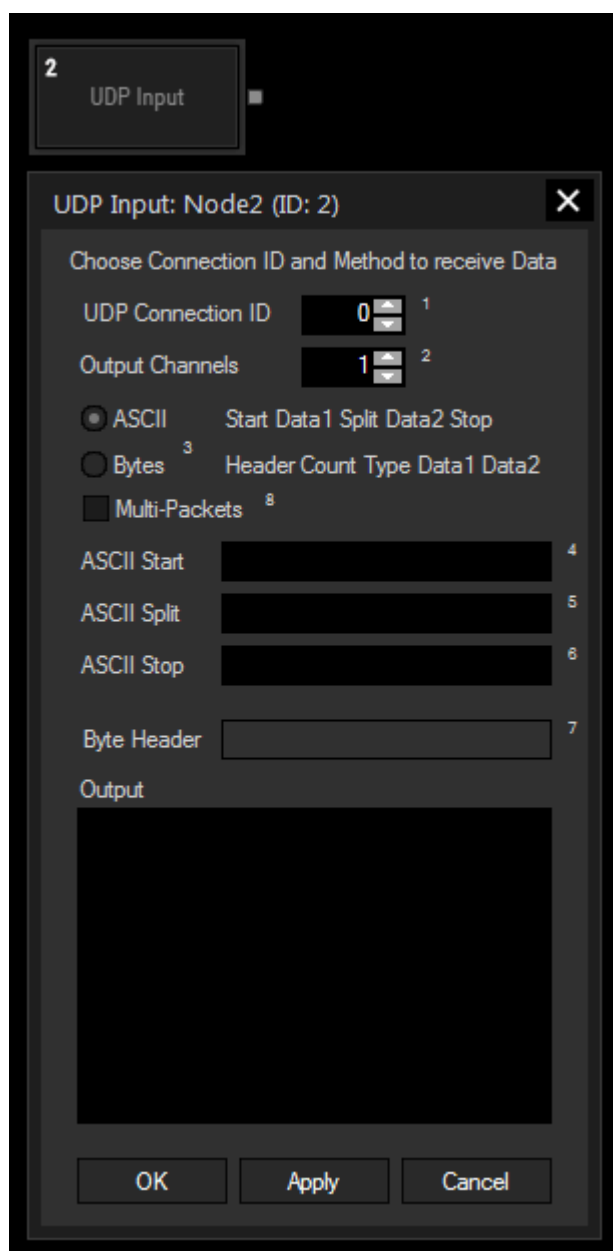 2
UDP Input
UDP Input: Node2 (ID: 2)
Choose Connection ID and Method to receive Data
UDP Connection ID 0 1
Output Channels 1 2
ASCII Start Data1 Split Data2 Stop
Bytes 3 Header Count Type Data1 Data2
Multi-Packets 8
ASCII Start 4
ASCII Split 5
ASCII Stop 6
Byte Header 7
Output
OK Apply Cancel